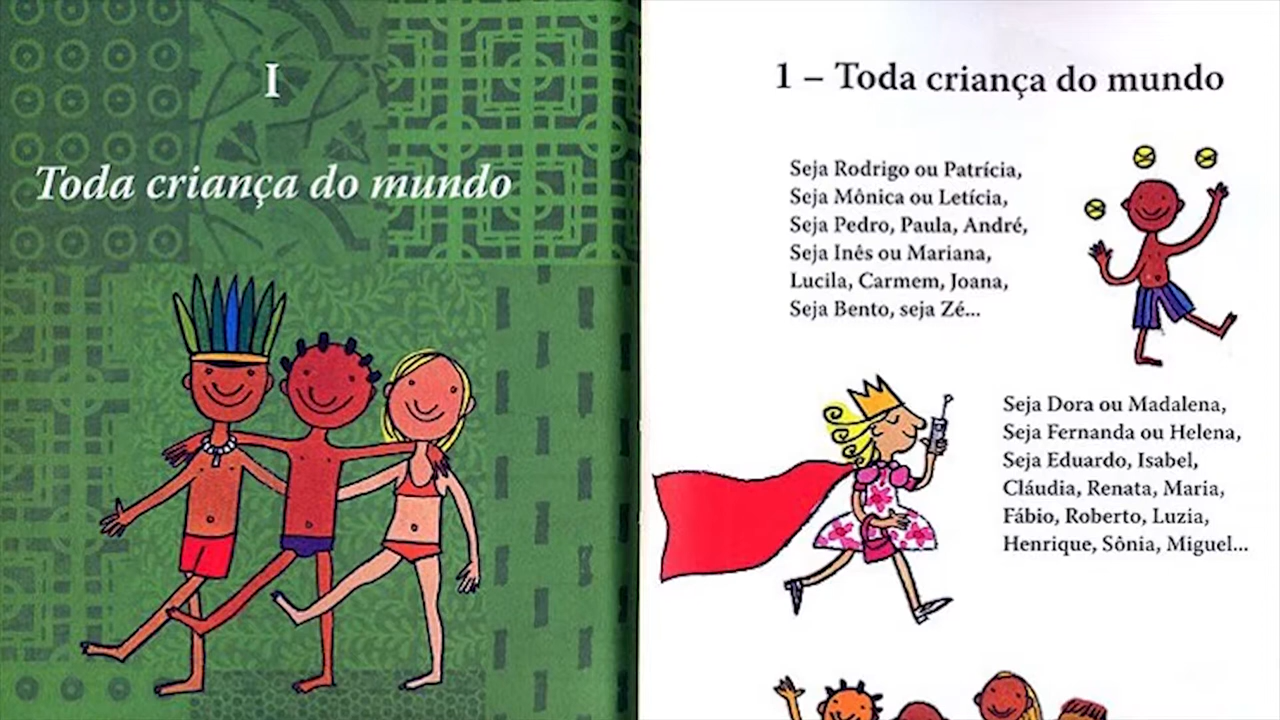 I
Toda criança do mundo
1 – Toda criança do mundo
Seja Rodrigo ou Patrícia,
Seja Mônica ou Letícia,
Seja Pedro, Paula, André,
Seja Inês ou Mariana,
Lucila, Carmem, Joana,
Seja Bento, seja Zé...
Seja Dora ou Madalena,
Seja Fernanda ou Helena,
Seja Eduardo, Isabel,
Cláudia, Renata, Maria,
Fábio, Roberto, Luzia,
Henrique, Sônia, Miguel...